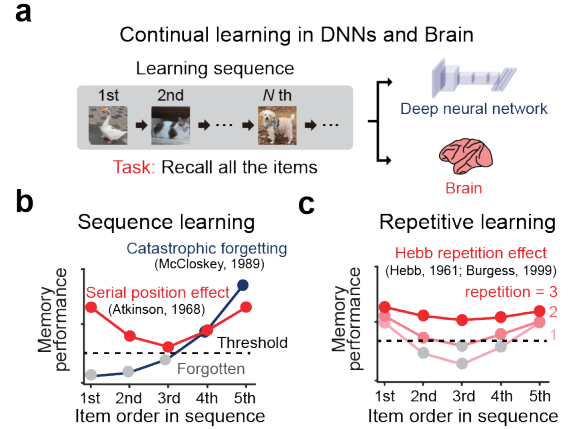 a
Continual learning in DNNs and Brain
Learning sequence
1st 2nd N th
... ...
Task: Recall all the items
Deep neural network
Brain
b
Sequence learning
Catastrophic forgetting
(McCloskey, 1989)
Serial position effect
(Atkinson, 1968)
Threshold
Forgotten
Memory
performance
1st 2nd 3rd 4th 5th
Item order in sequence
c
Repetitive learning
Hebb repetition effect
(Hebb, 1961; Burgess, 1999)
repetition = 3
2
1
Memory
performance
1st 2nd 3rd 4th 5th
Item order in sequence